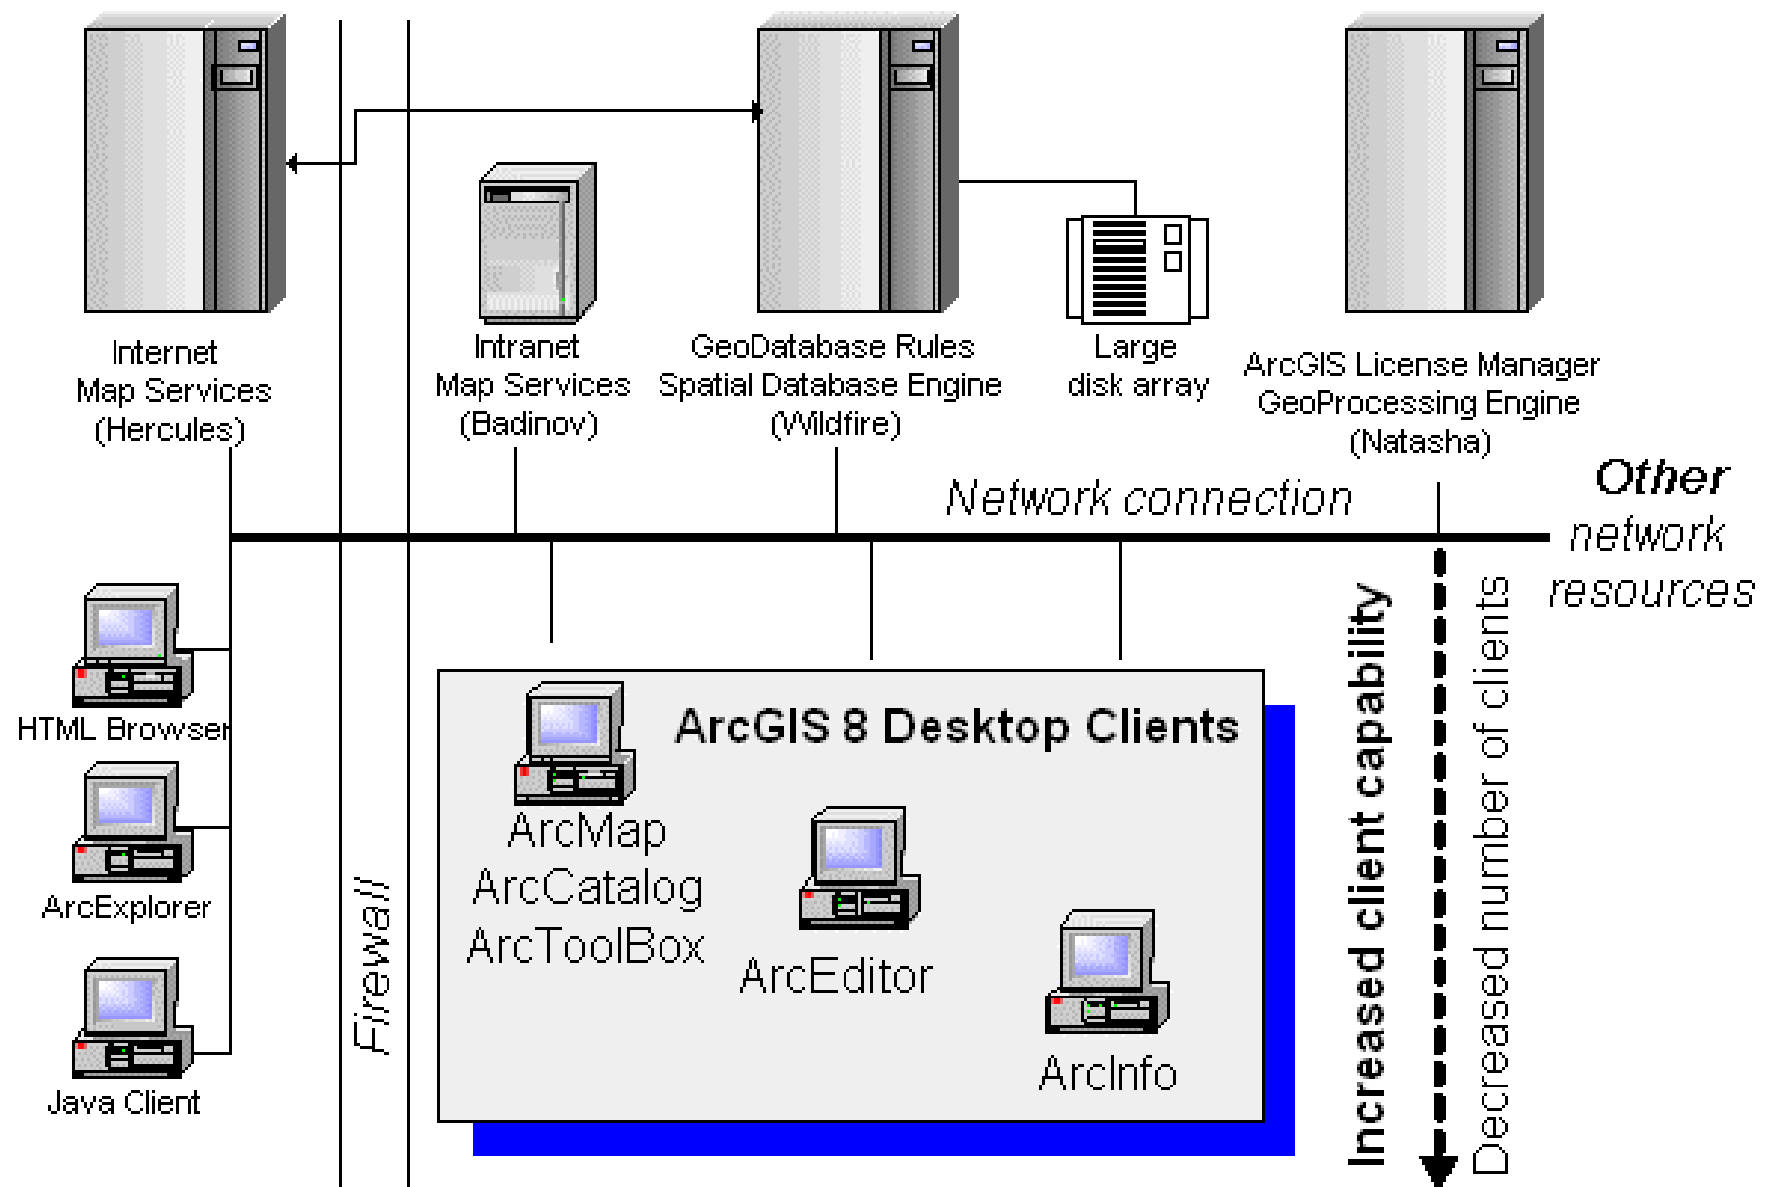 Internet
Map Services
(Hercules)
Intranet
Map Services
(Badinov)
GeoDatabase Rules
Spatial Database Engine
(Wildfire)
Large
disk array
ArcGIS License Manager
GeoProcessing Engine
(Natasha)
Network connection
Other
network
resources
HTML Browser
ArcExplorer
Java Client
Firewall
ArcGIS 8 Desktop Clients
ArcMap
ArcCatalog
ArcToolBox
ArcEditor
ArcInfo
Increased client capability
Decreased number of clients